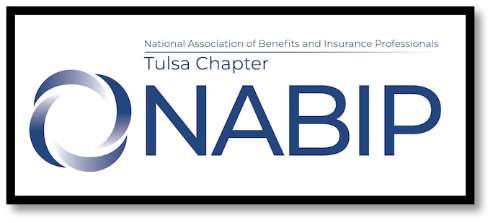 National Association of Benefits and Insurance Professionals
Tulsa Chapter
NABIP